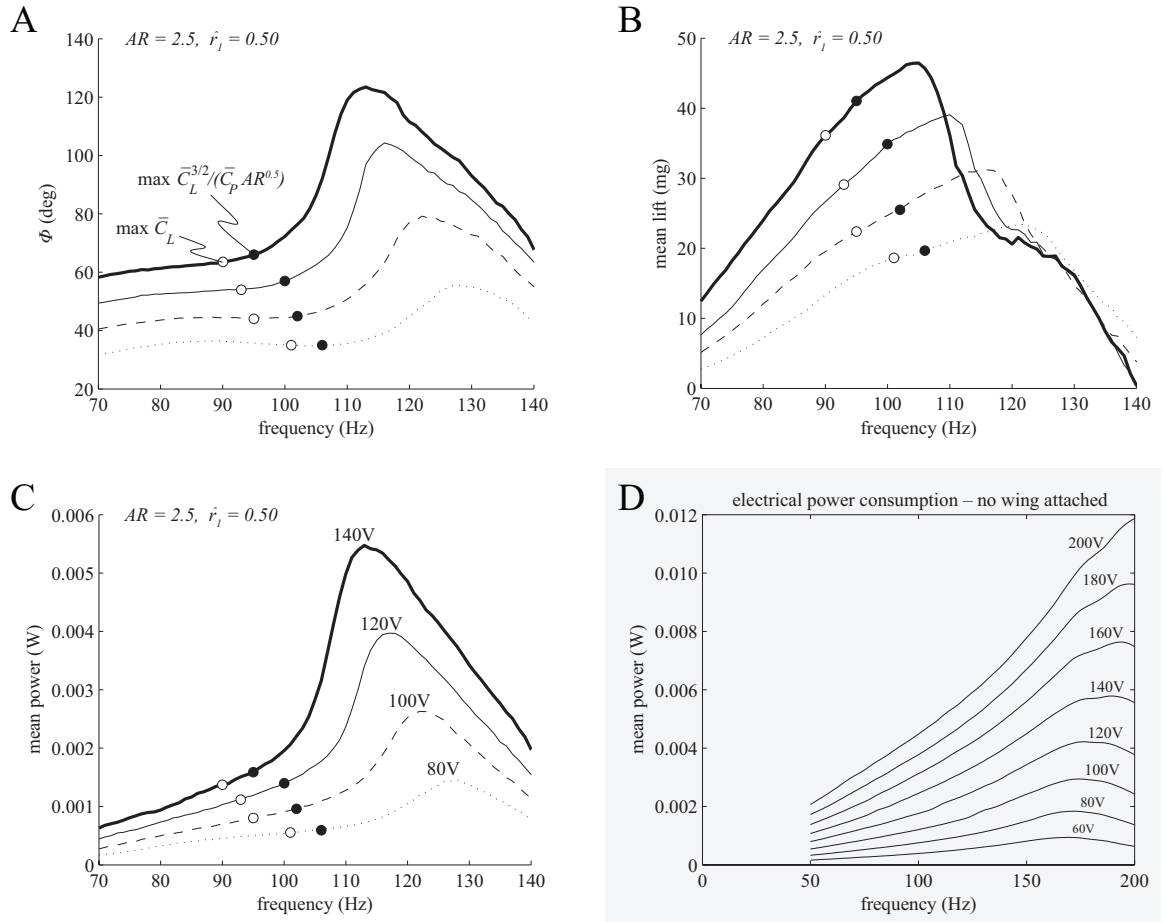 A
AR = 2.5, r̂₁ = 0.50
140
120
100
80
60
40
20
Φ (deg)
max C̄_L^{3/2}/(C̄_P AR^{0.5})
max C̄_L
70 80 90 100 110 120 130 140
frequency (Hz)
B
AR = 2.5, r̂₁ = 0.50
50
40
30
20
10
0
mean lift (mg)
70 80 90 100 110 120 130 140
frequency (Hz)
C
AR = 2.5, r̂₁ = 0.50
0.006
0.005
0.004
0.003
0.002
0.001
0
mean power (W)
140V
120V
100V
80V
70 80 90 100 110 120 130 140
frequency (Hz)
D
electrical power consumption – no wing attached
0.012
0.010
0.008
0.006
0.004
0.002
0
mean power (W)
200V
180V
160V
140V
120V
100V
80V
60V
0 50 100 150 200
frequency (Hz)